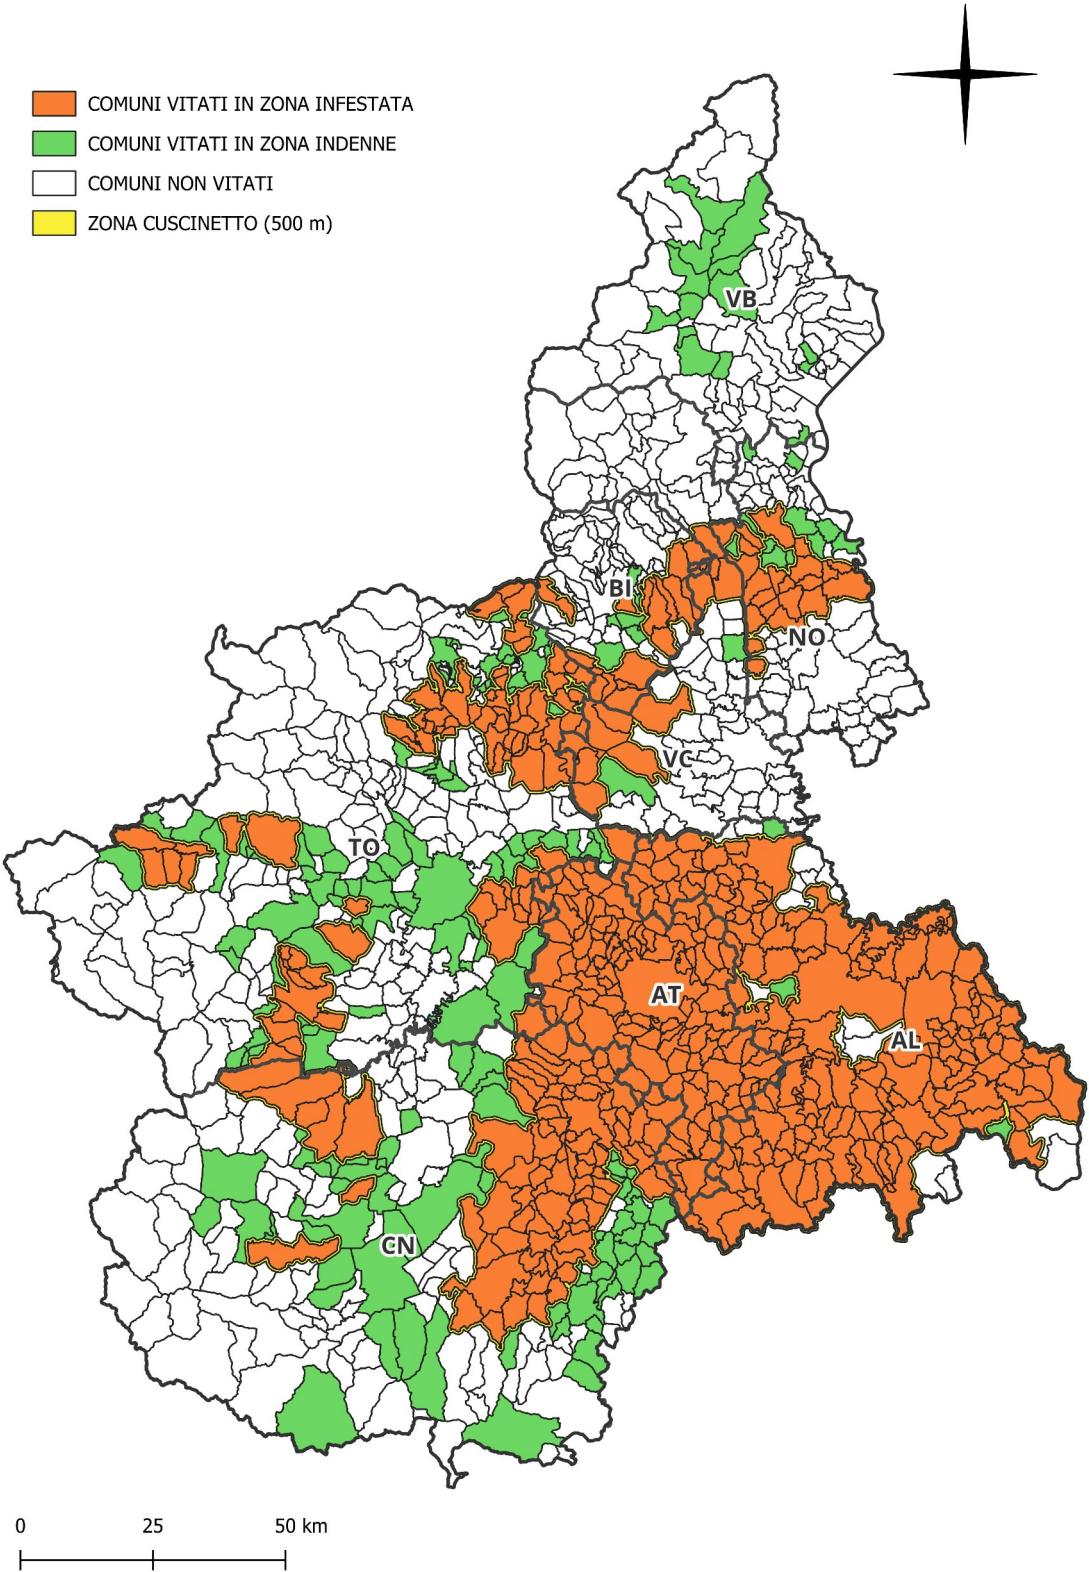 COMUNI VITATI IN ZONA INFESTATA
COMUNI VITATI IN ZONA INDENNE
COMUNI NON VITATI
ZONA CUSCINETTO (500 m)
VB
BI
NO
VC
TO
AT
AL
CN
0 25 50 km